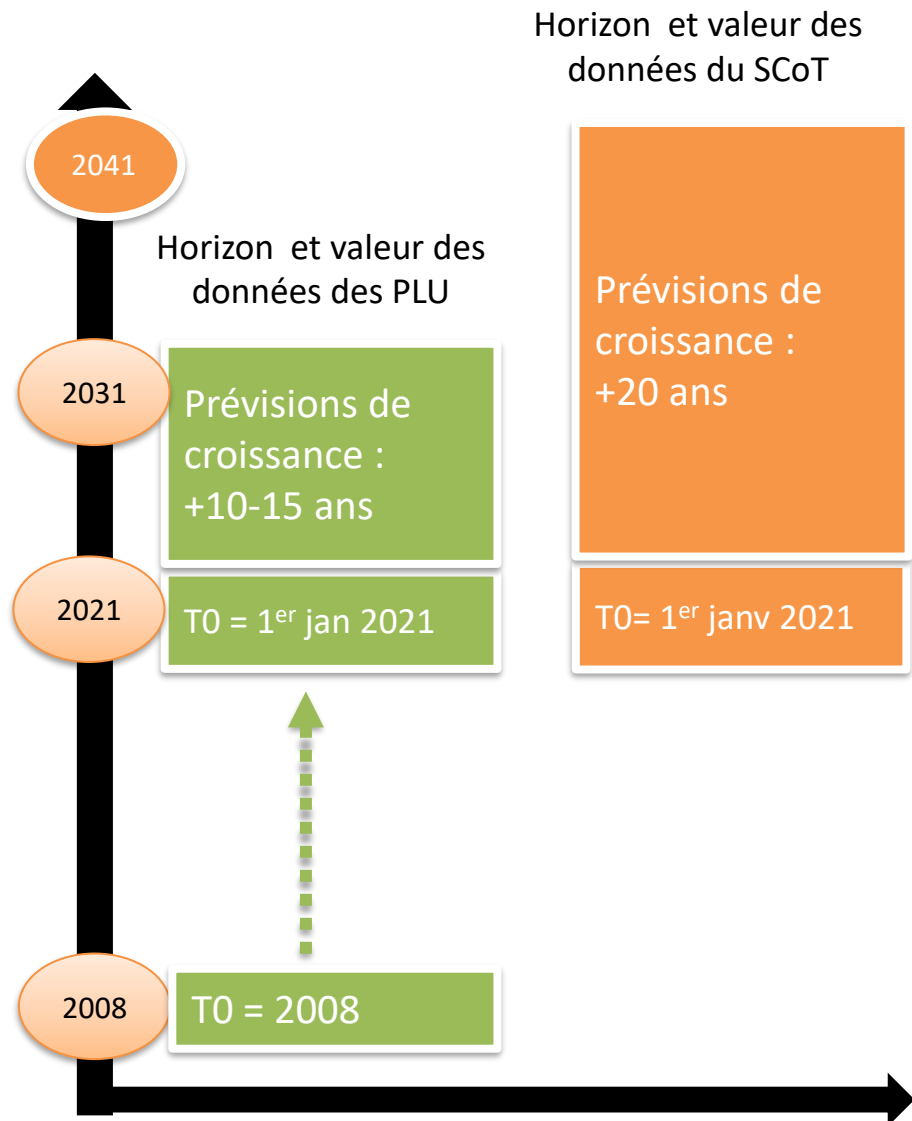 Horizon et valeur des
données du SCoT
2041
Horizon et valeur des
données des PLU
Prévisions de
croissance :
+20 ans
2031
Prévisions de
croissance :
+10-15 ans
2021
T0 = 1er jan 2021
T0= 1er janv 2021
2008
T0 = 2008